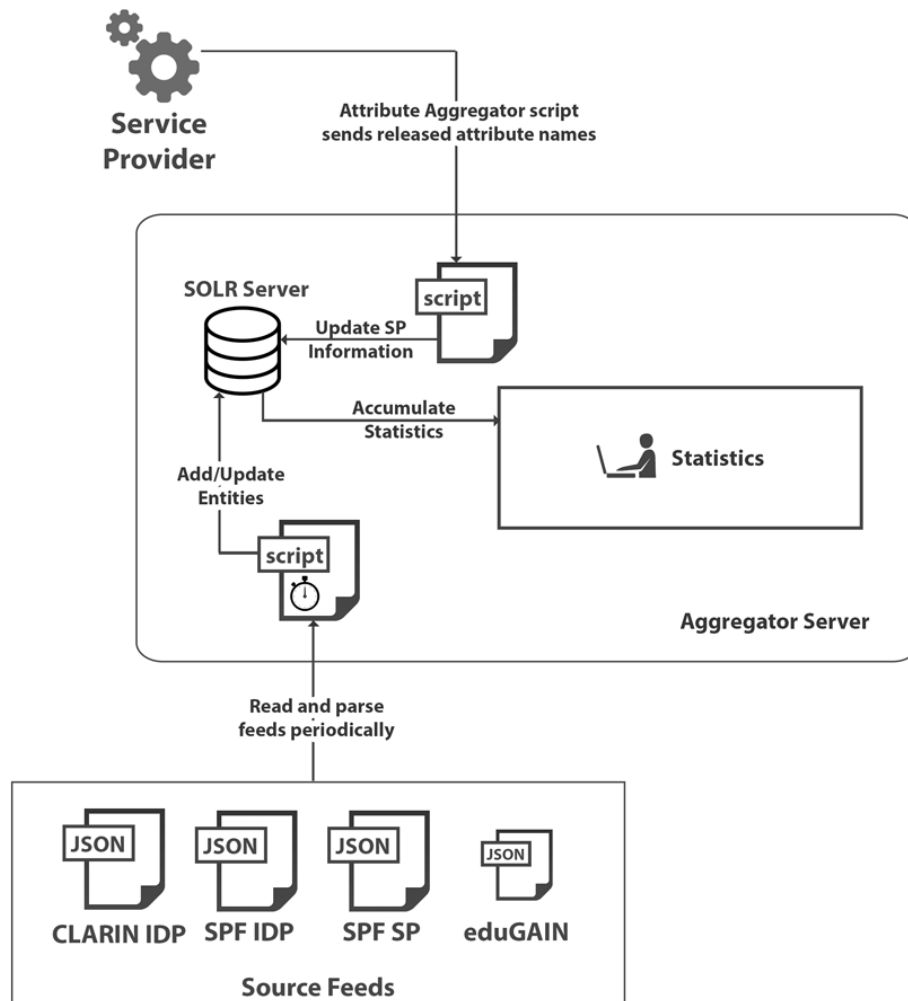 Service
Provider
Attribute Aggregator script
sends released attribute names
SOLR Server
script
Update SP
Information
Accumulate
Statistics
Statistics
Add/Update
Entities
script
Aggregator Server
Read and parse
feeds periodically
JSON
JSON
JSON
JSON
CLARIN IDP
SPF IDP
SPF SP
eduGAIN
Source Feeds